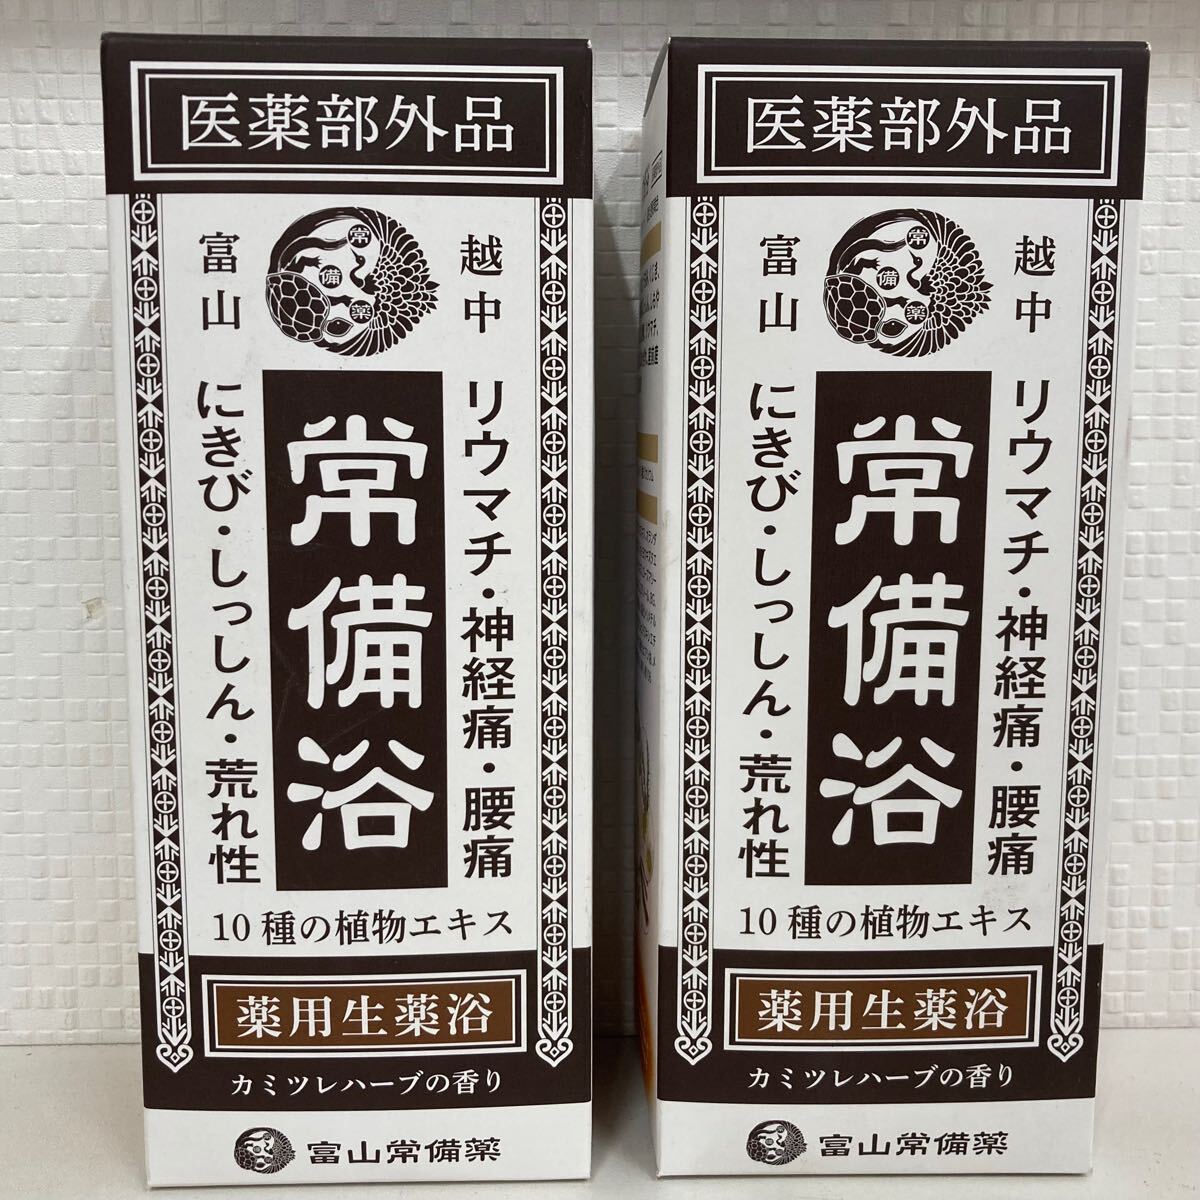 医薬部外品
越中
富山
常
備
薬
リウマチ・神経痛・腰痛
常備浴
にきび・しっしん・荒れ性
10種の植物エキス
薬用生薬浴
カミツレハーブの香り
富山常備薬
医薬部外品
越中
富山
常
備
薬
リウマチ・神経痛・腰痛
常備浴
にきび・しっしん・荒れ性
10種の植物エキス
薬用生薬浴
カミツレハーブの香り
富山常備薬